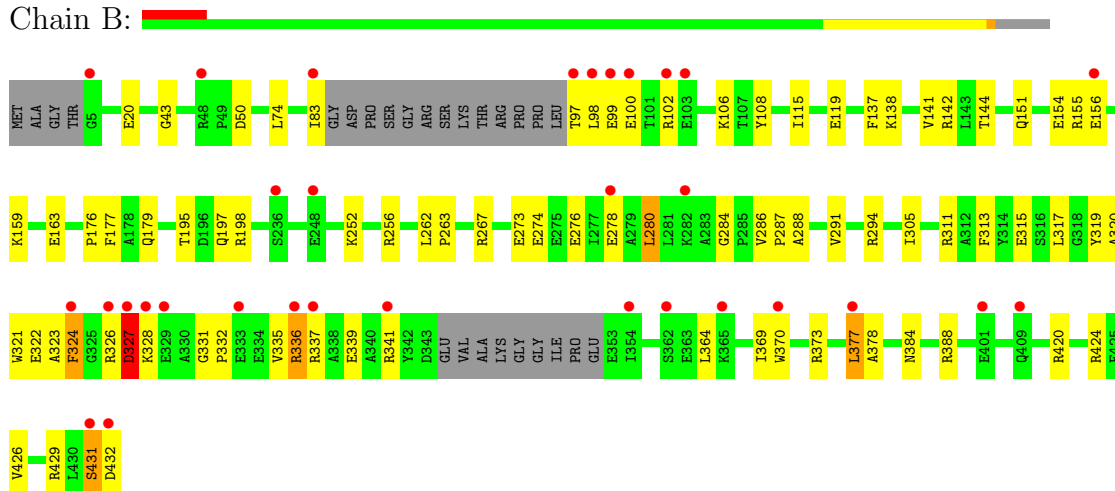 Chain B:
MET ALA GLY THR G5 E20 G43 R48 P49 D50 L74 I83 GLY ASP PRO SER GLY ARG SER LYS THR ARG PRO PRO LEU T97 L98 E99 E100 T101 R102 E103 K106 T107 Y108 I115 E119 F137 K138 V141 R142 L143 T144 Q151 E154 R155 E156
K159 E163 P176 F177 A178 Q179 T195 D196 Q197 R198 S236 E248 K252 R256 L262 P263 R267 E273 E274 E275 E276 I277 E278 A279 L280 L281 K282 A283 G284 P285 V286 P287 A288 V291 R294 I305 R311 A312 F313 Y314 E315 S316 L317 G318 Y319 A320
W321 E322 A323 F324 G325 R326 D327 K328 E329 A330 G331 P332 E333 E334 V335 R336 R337 A338 E339 A340 R341 Y342 D343 GLU VAL ALA LYS GLY GLY ILE PRO GLU E353 I354 S362 E363 L364 K365 I369 W370 R373 L377 A378 N384 R388 E401 Q409 R420 R424 E425
V426 R429 L430 S431 D432